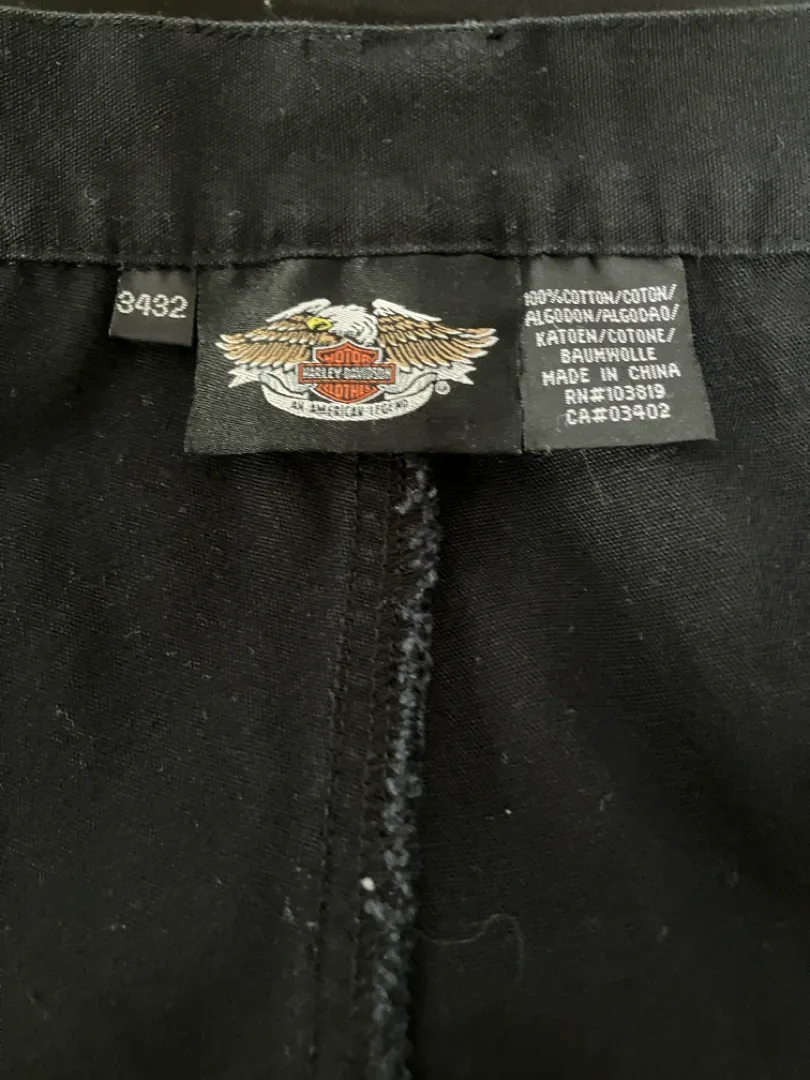 3432
MOTOR
HARLEY-DAVIDSON
CLOTHES
AN AMERICAN LEGEND
®
100%COTTON/COTON/
ALGODON/ALGODAO/
KATOEN/COTONE/
BAUMWOLLE
MADE IN CHINA
RN#103819
CA#03402